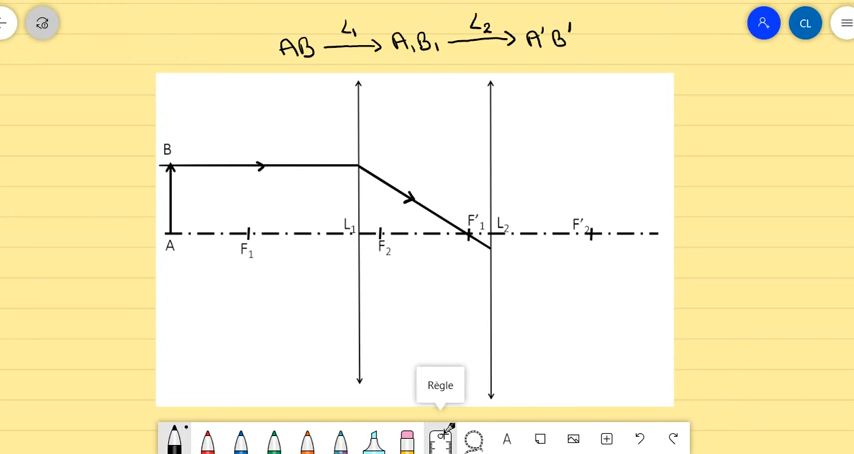 CL
AB L₁→ A₁B₁ L₂→ A'B'
B
L₁ F'₁ L₂ F'₂
A F₁ F₂
Règle
A